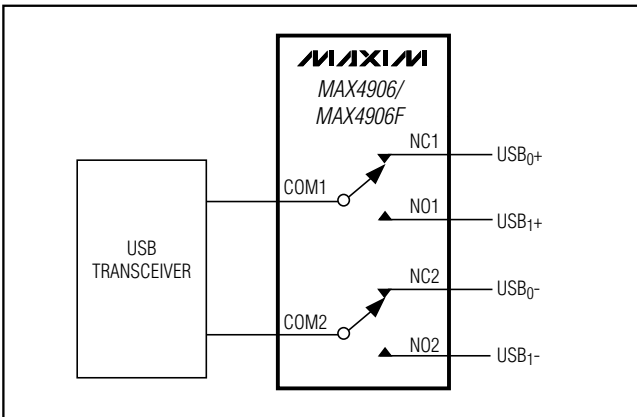 MAXIM
MAX4906/
MAX4906F
NC1
USB0+
COM1
NO1
USB1+
USB
TRANSCEIVER
NC2
USB0-
COM2
NO2
USB1-